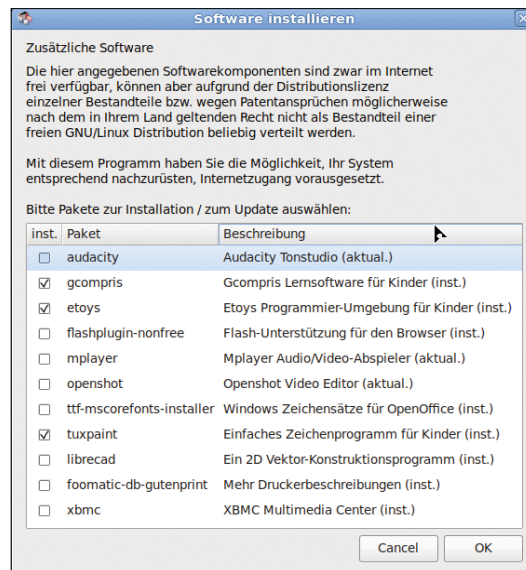 Software installieren
Zusätzliche Software
Die hier angegebenen Softwarekomponenten sind zwar im Internet
frei verfügbar, können aber aufgrund der Distributionslizenz
einzelner Bestandteile bzw. wegen Patentansprüchen möglicherweise
nach dem in Ihrem Land geltenden Recht nicht als Bestandteil einer
freien GNU/Linux Distribution beliebig verteilt werden.
Mit diesem Programm haben Sie die Möglichkeit, Ihr System
entsprechend nachzurüsten, Internetzugang vorausgesetzt.
Bitte Pakete zur Installation / zum Update auswählen:
inst. Paket Beschreibung
audacity Audacity Tonstudio (aktual.)
gcompris Gcompris Lernsoftware für Kinder (inst.)
etoys Etoys Programmier-Umgebung für Kinder (inst.)
flashplugin-nonfree Flash-Unterstützung für den Browser (inst.)
mplayer Mplayer Audio/Video-Abspieler (aktual.)
openshot Openshot Video Editor (aktual.)
ttf-mscorefonts-installer Windows Zeichensätze für OpenOffice (inst.)
tuxpaint Einfaches Zeichenprogramm für Kinder (inst.)
librecad Ein 2D Vektor-Konstruktionsprogramm (inst.)
foomatic-db-gutenprint Mehr Druckerbeschreibungen (inst.)
xbmc XBMC Multimedia Center (inst.)
Cancel OK